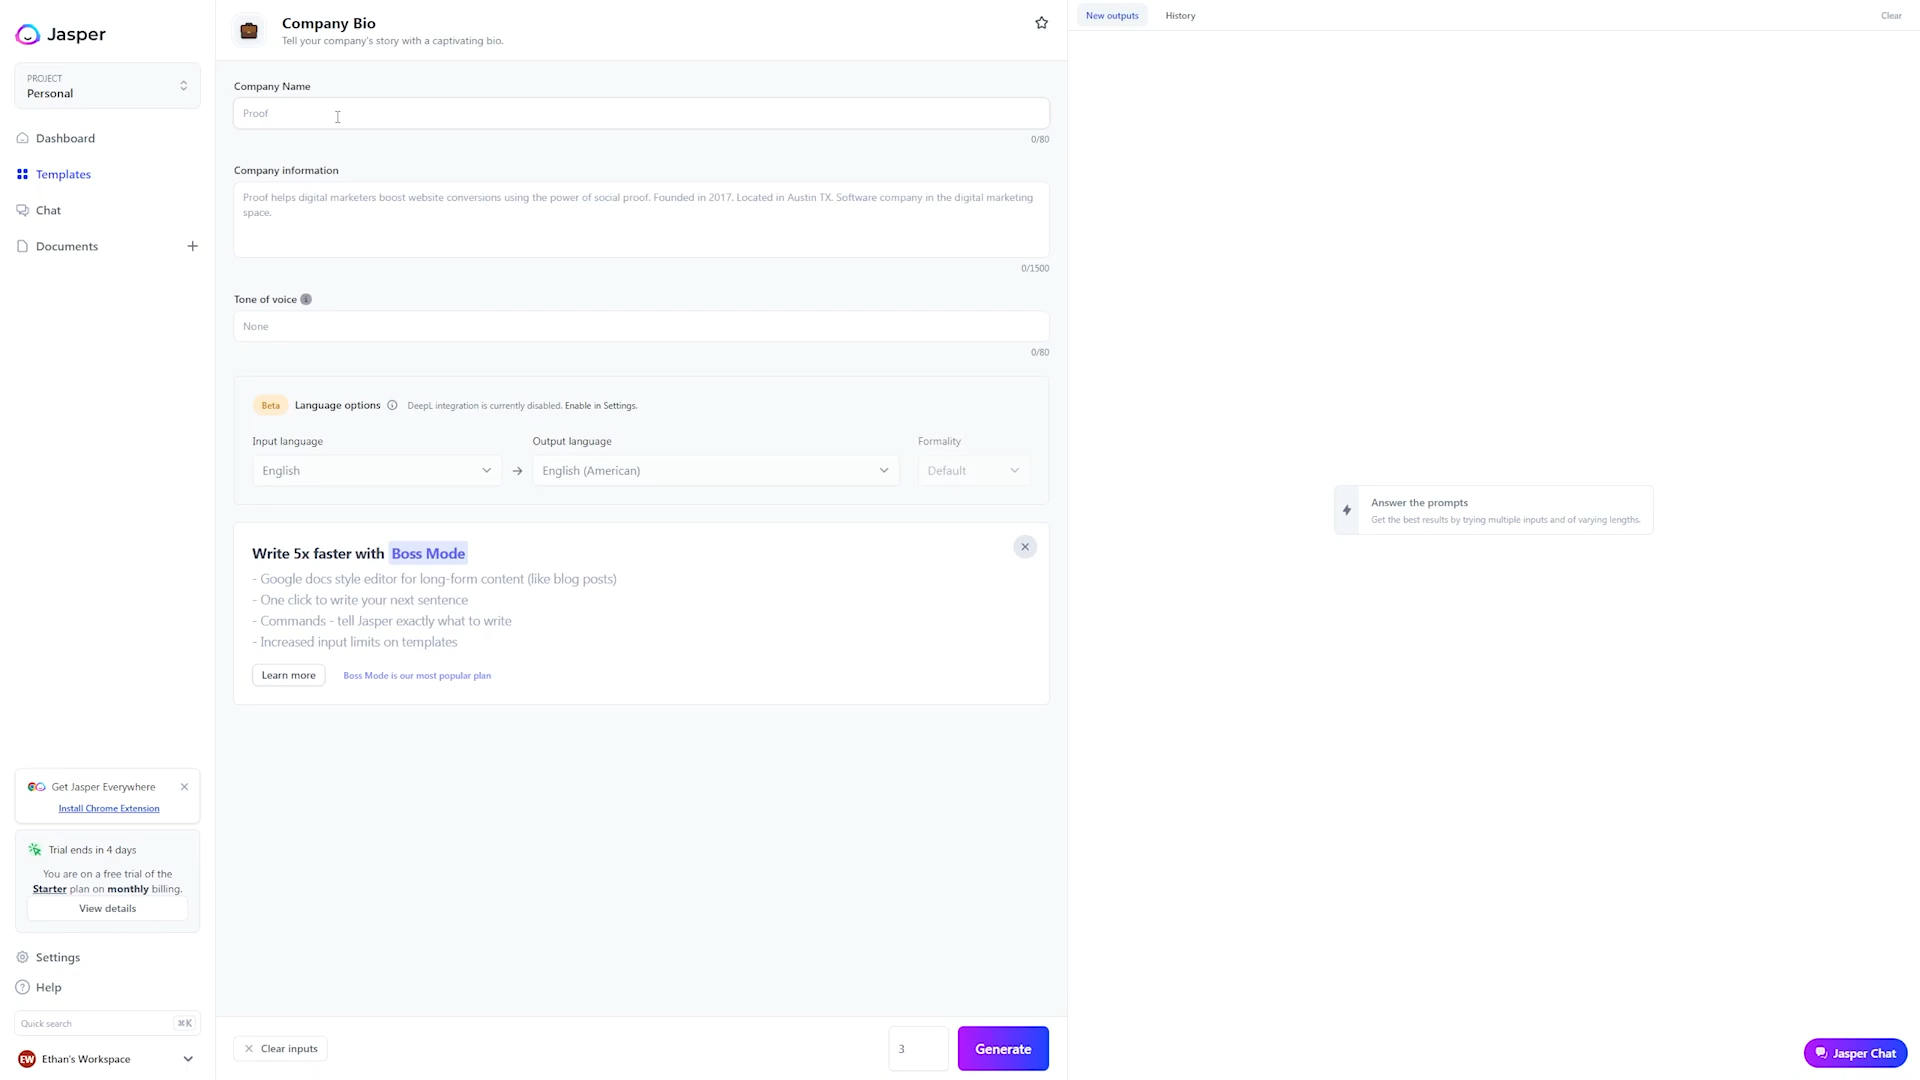 Jasper
PROJECT
Personal
Dashboard
Templates
Chat
Documents
Get Jasper Everywhere
Install Chrome Extension
Trial ends in 4 days
You are on a free trial of the
Starter plan on monthly billing.
View details
Settings
Help
Quick search
⌘K
EW
Ethan's Workspace
Company Bio
Tell your company's story with a captivating bio.
Company Name
Proof
0/80
Company information
Proof helps digital marketers boost website conversions using the power of social proof. Founded in 2017. Located in Austin TX. Software company in the digital marketing
space.
0/1500
Tone of voice
None
0/80
Beta Language options DeepL integration is currently disabled. Enable in Settings.
Input language
English
Output language
English (American)
Formality
Default
Write 5x faster with Boss Mode
- Google docs style editor for long-form content (like blog posts)
- One click to write your next sentence
- Commands - tell Jasper exactly what to write
- Increased input limits on templates
Learn more
Boss Mode is our most popular plan
Clear inputs
3
Generate
New outputs
History
Clear
Answer the prompts
Get the best results by trying multiple inputs and of varying lengths.
Jasper Chat